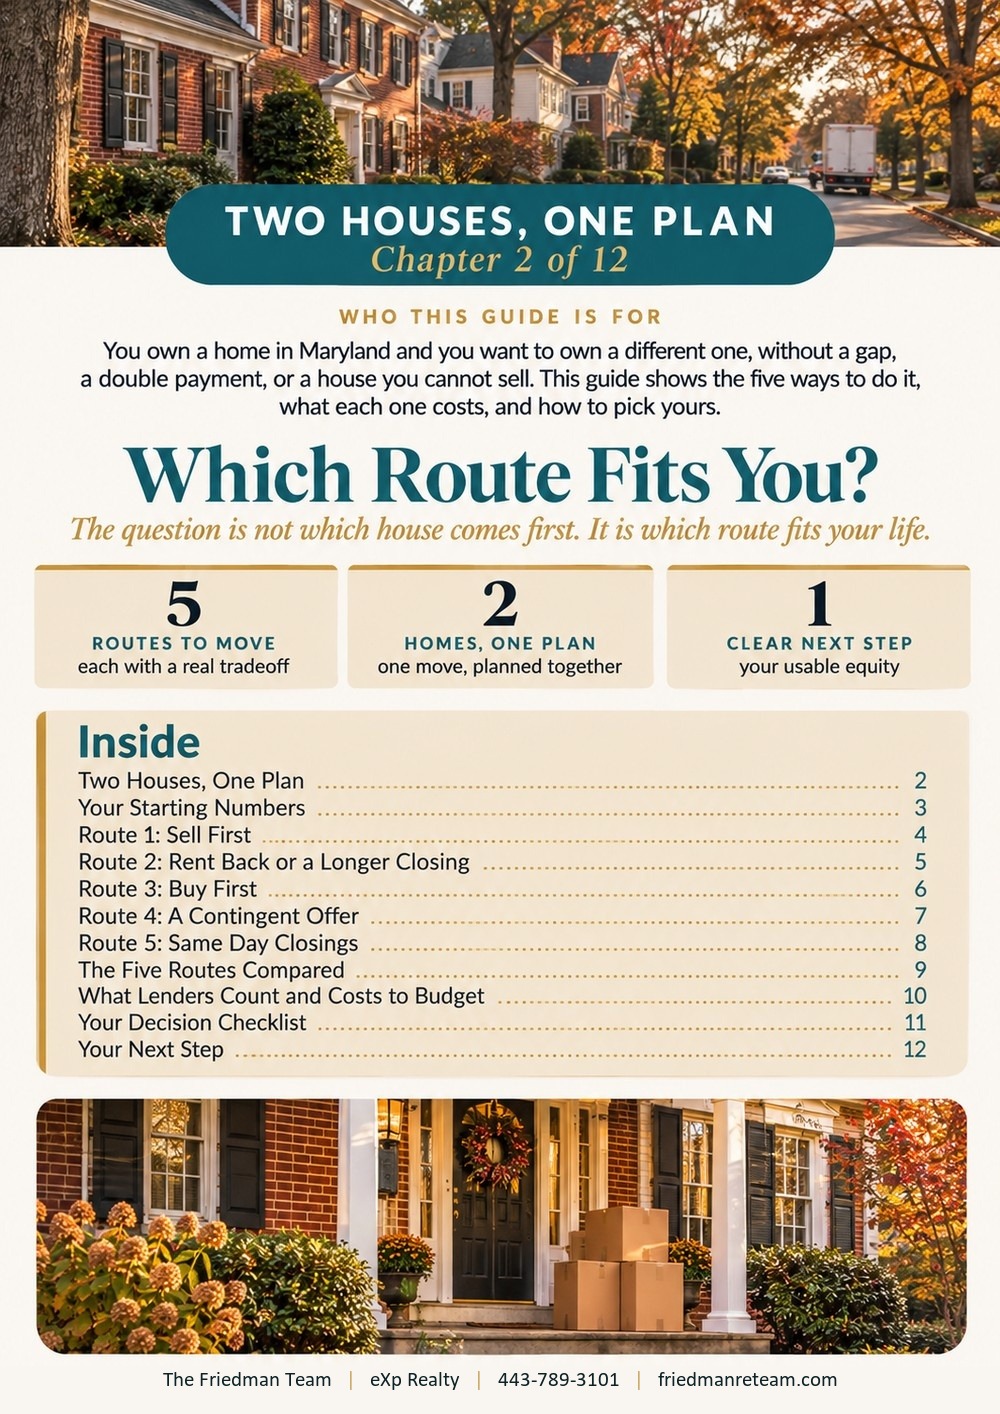 TWO HOUSES, ONE PLAN
Chapter 2 of 12
WHO THIS GUIDE IS FOR
You own a home in Maryland and you want to own a different one, without a gap,
a double payment, or a house you cannot sell. This guide shows the five ways to do it,
what each one costs, and how to pick yours.
Which Route Fits You?
The question is not which house comes first. It is which route fits your life.
5
ROUTES TO MOVE
each with a real tradeoff
2
HOMES, ONE PLAN
one move, planned together
1
CLEAR NEXT STEP
your usable equity
Inside
Two Houses, One Plan 2
Your Starting Numbers 3
Route 1: Sell First 4
Route 2: Rent Back or a Longer Closing 5
Route 3: Buy First 6
Route 4: A Contingent Offer 7
Route 5: Same Day Closings 8
The Five Routes Compared 9
What Lenders Count and Costs to Budget 10
Your Decision Checklist 11
Your Next Step 12
The Friedman Team | eXp Realty | 443-789-3101 | friedmanreteam.com